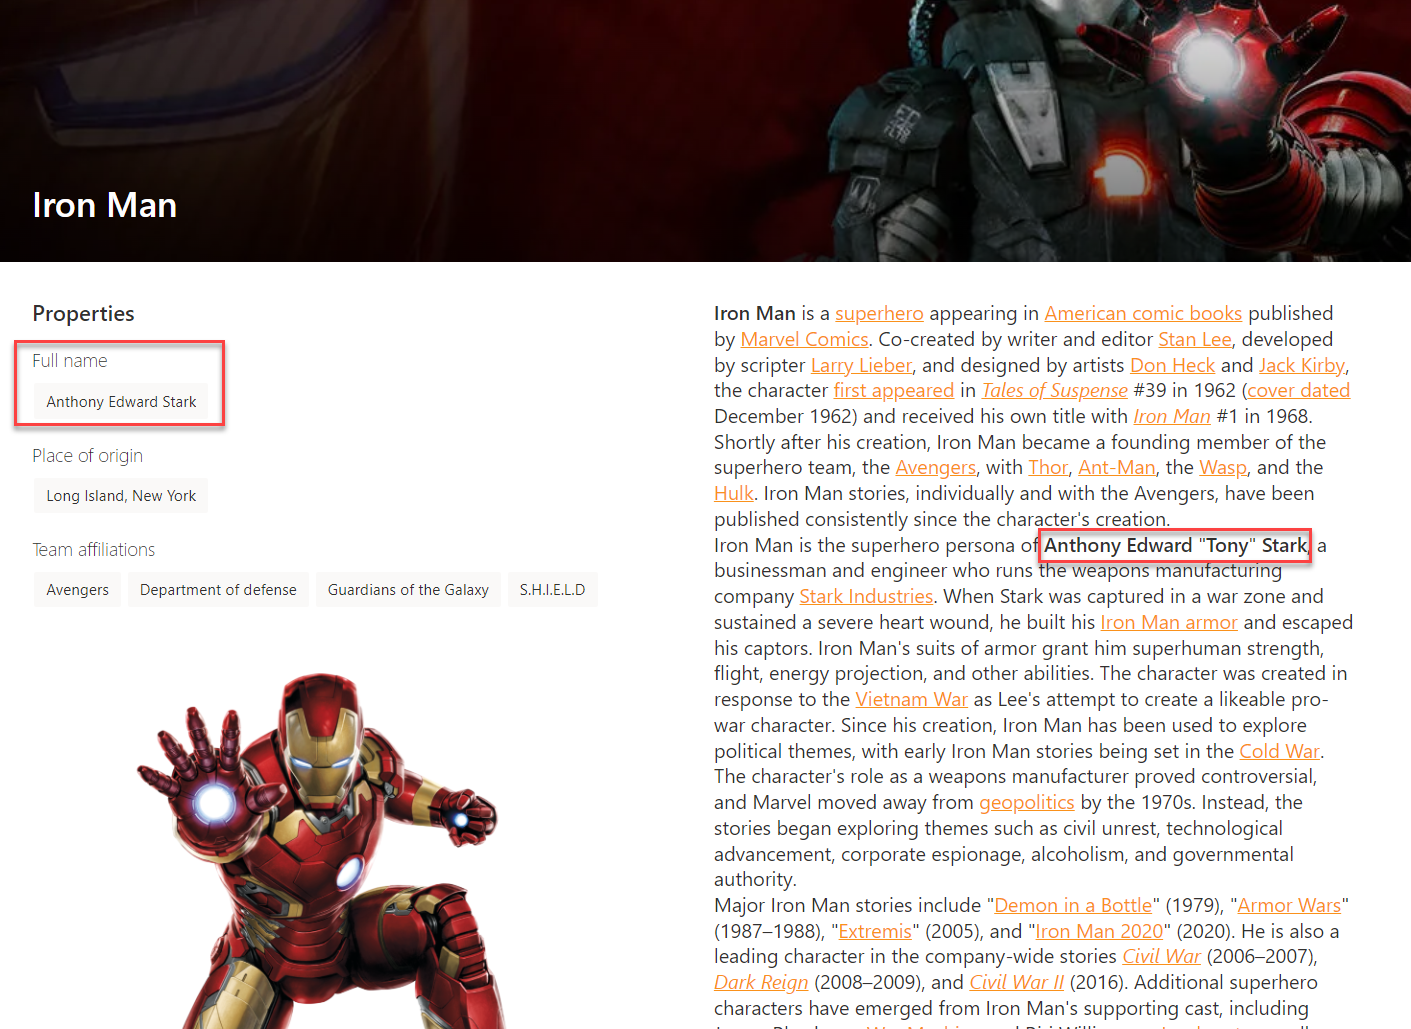 Iron Man
Properties
Full name
Anthony Edward Stark
Place of origin
Long Island, New York
Team affiliations
Avengers Department of defense Guardians of the Galaxy S.H.I.E.L.D
Iron Man is a superhero appearing in American comic books published
by Marvel Comics. Co-created by writer and editor Stan Lee, developed
by scripter Larry Lieber, and designed by artists Don Heck and Jack Kirby,
the character first appeared in Tales of Suspense #39 in 1962 (cover dated
December 1962) and received his own title with Iron Man #1 in 1968.
Shortly after his creation, Iron Man became a founding member of the
superhero team, the Avengers, with Thor, Ant-Man, the Wasp, and the
Hulk. Iron Man stories, individually and with the Avengers, have been
published consistently since the character's creation.
Iron Man is the superhero persona of Anthony Edward "Tony" Stark, a
businessman and engineer who runs the weapons manufacturing
company Stark Industries. When Stark was captured in a war zone and
sustained a severe heart wound, he built his Iron Man armor and escaped
his captors. Iron Man's suits of armor grant him superhuman strength,
flight, energy projection, and other abilities. The character was created in
response to the Vietnam War as Lee's attempt to create a likeable pro-
war character. Since his creation, Iron Man has been used to explore
political themes, with early Iron Man stories being set in the Cold War.
The character's role as a weapons manufacturer proved controversial,
and Marvel moved away from geopolitics by the 1970s. Instead, the
stories began exploring themes such as civil unrest, technological
advancement, corporate espionage, alcoholism, and governmental
authority.
Major Iron Man stories include "Demon in a Bottle" (1979), "Armor Wars"
(1987–1988), "Extremis" (2005), and "Iron Man 2020" (2020). He is also a
leading character in the company-wide stories Civil War (2006–2007),
Dark Reign (2008–2009), and Civil War II (2016). Additional superhero
characters have emerged from Iron Man's supporting cast, including